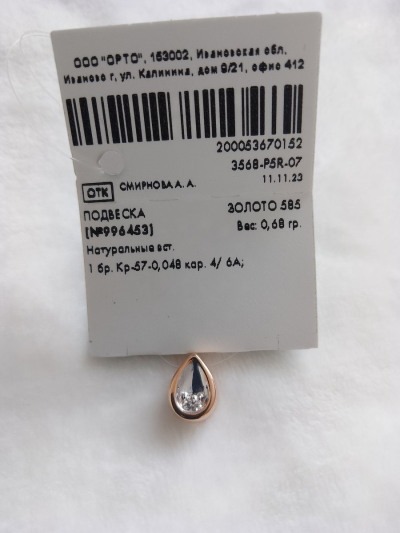 ООО "ОРТО", 153002, Ивановская обл,
Иваново г, ул. Калинина, дом 9/21, офис 412
200053670152
3568-P5R-07
11.11.23
ОТК СМИРНОВА А. А.
ПОДВЕСКА ЗОЛОТО 585
[№996453] Вес: 0,68 гр.
Натуральные вст.
1 бр. Кр-57-0,048 кар. 4/ 6А;